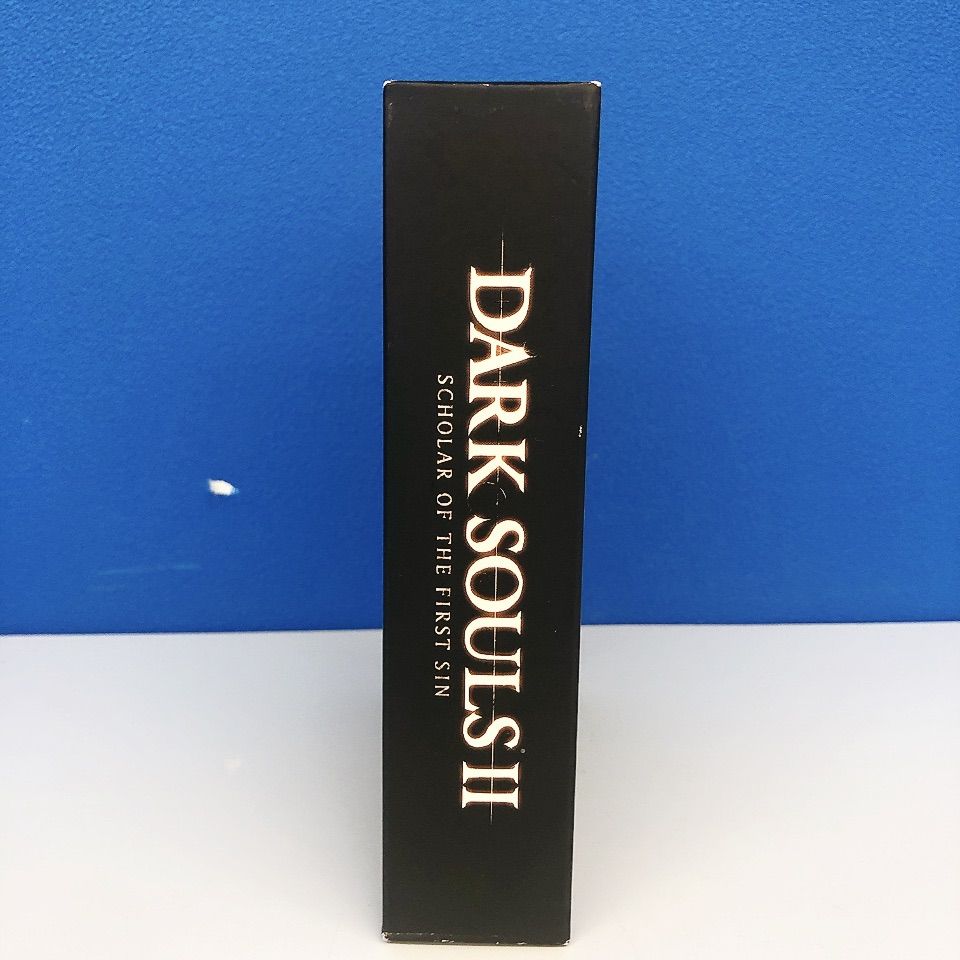 DARK SOULS II
SCHOLAR OF THE FIRST SIN